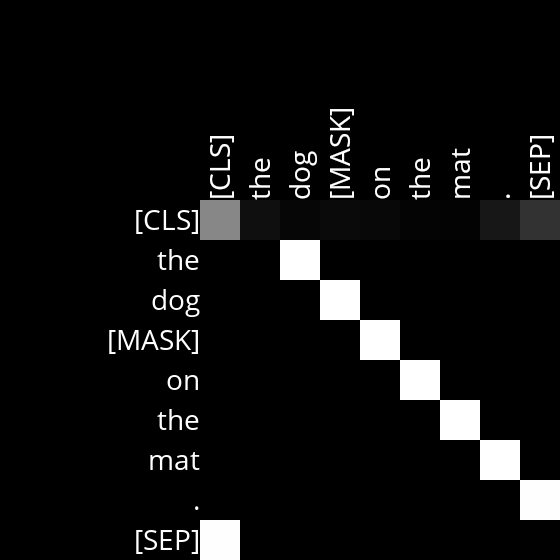 [CLS] the dog [MASK] on the mat . [SEP]
[CLS]
the
dog
[MASK]
on
the
mat
.
[SEP]